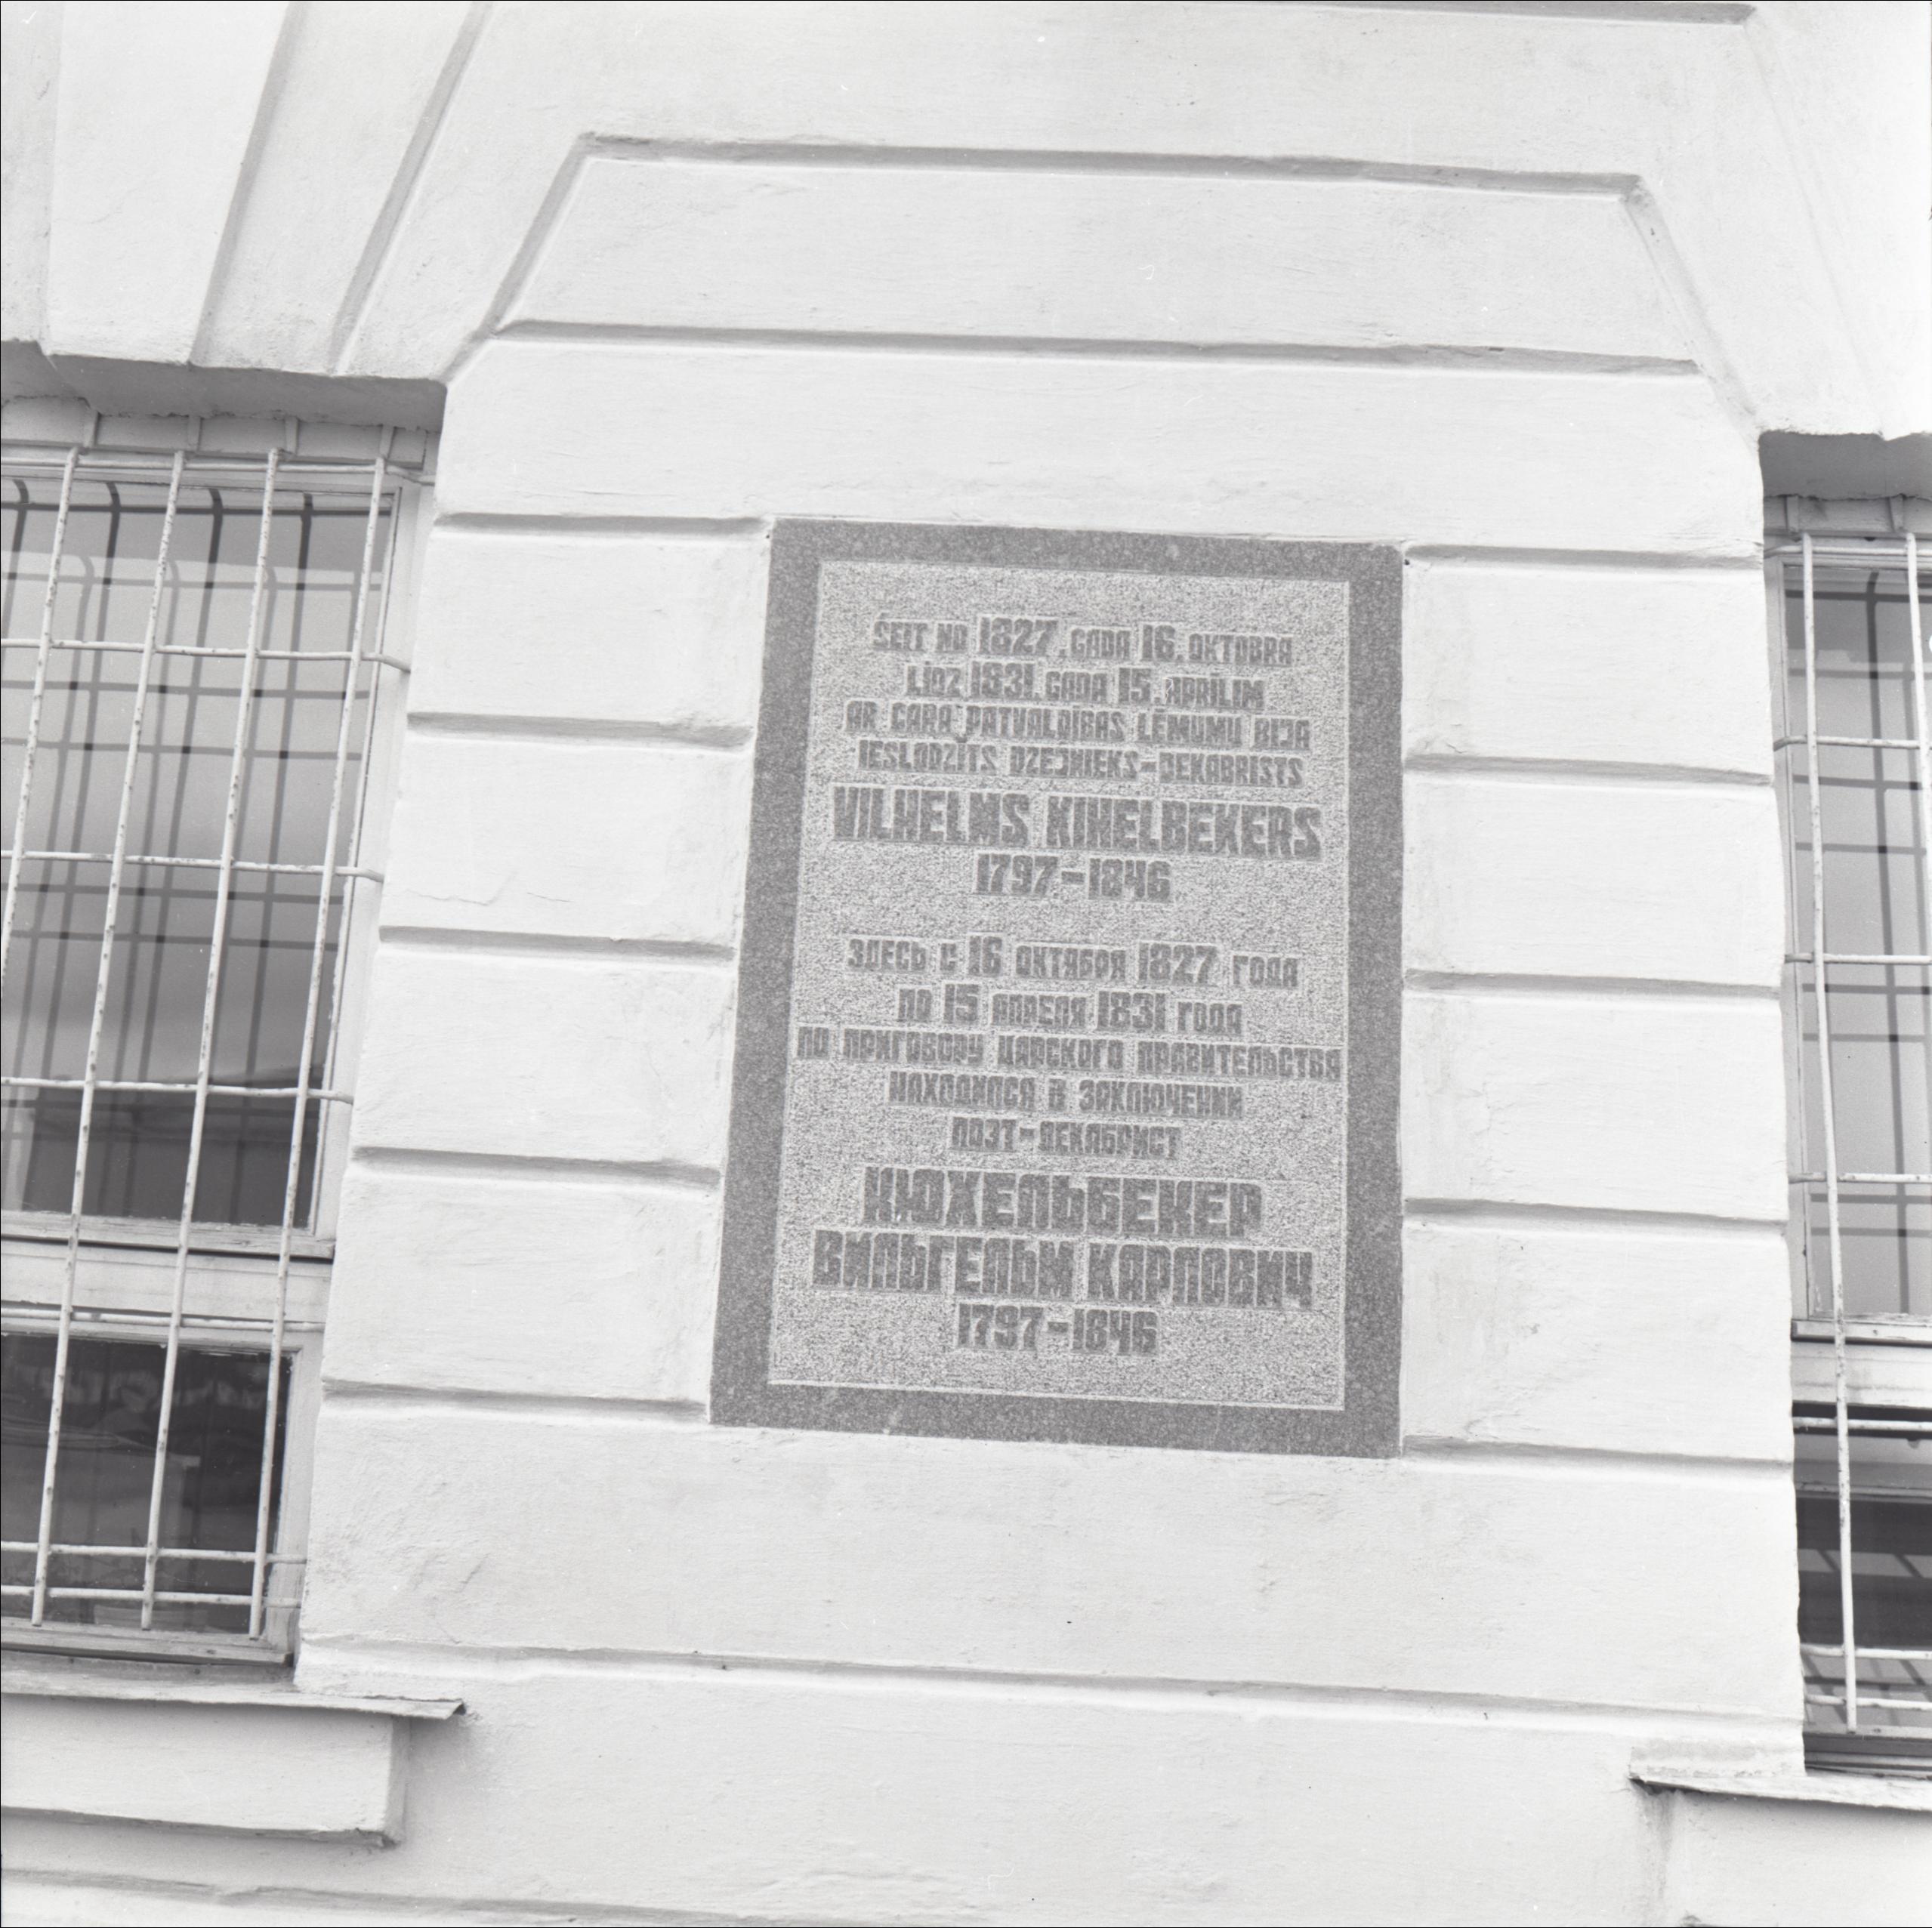 ŠEIT NO 1827. GADA 16. OKTOBRA
LĪDZ 1831. GADA 15. APRĪLIM
AR CARA PATVALDĪBAS LĒMUMU BIJA
IESLODZĪTS DZEJNIEKS-DEKABRISTS
VILHELMS KIHELBEKERS
1797-1846
ЗДЕСЬ С 16 ОКТЯБРЯ 1827 ГОДА
ПО 15 АПРЕЛЯ 1831 ГОДА
ПО ПРИГОВОРУ ЦАРСКОГО ПРАВИТЕЛЬСТВА
НАХОДИЛСЯ В ЗАКЛЮЧЕНИИ
ПОЭТ-ДЕКАБРИСТ
КЮХЕЛЬБЕКЕР
ВИЛЬГЕЛЬМ КАРЛОВИЧ
1797-1846